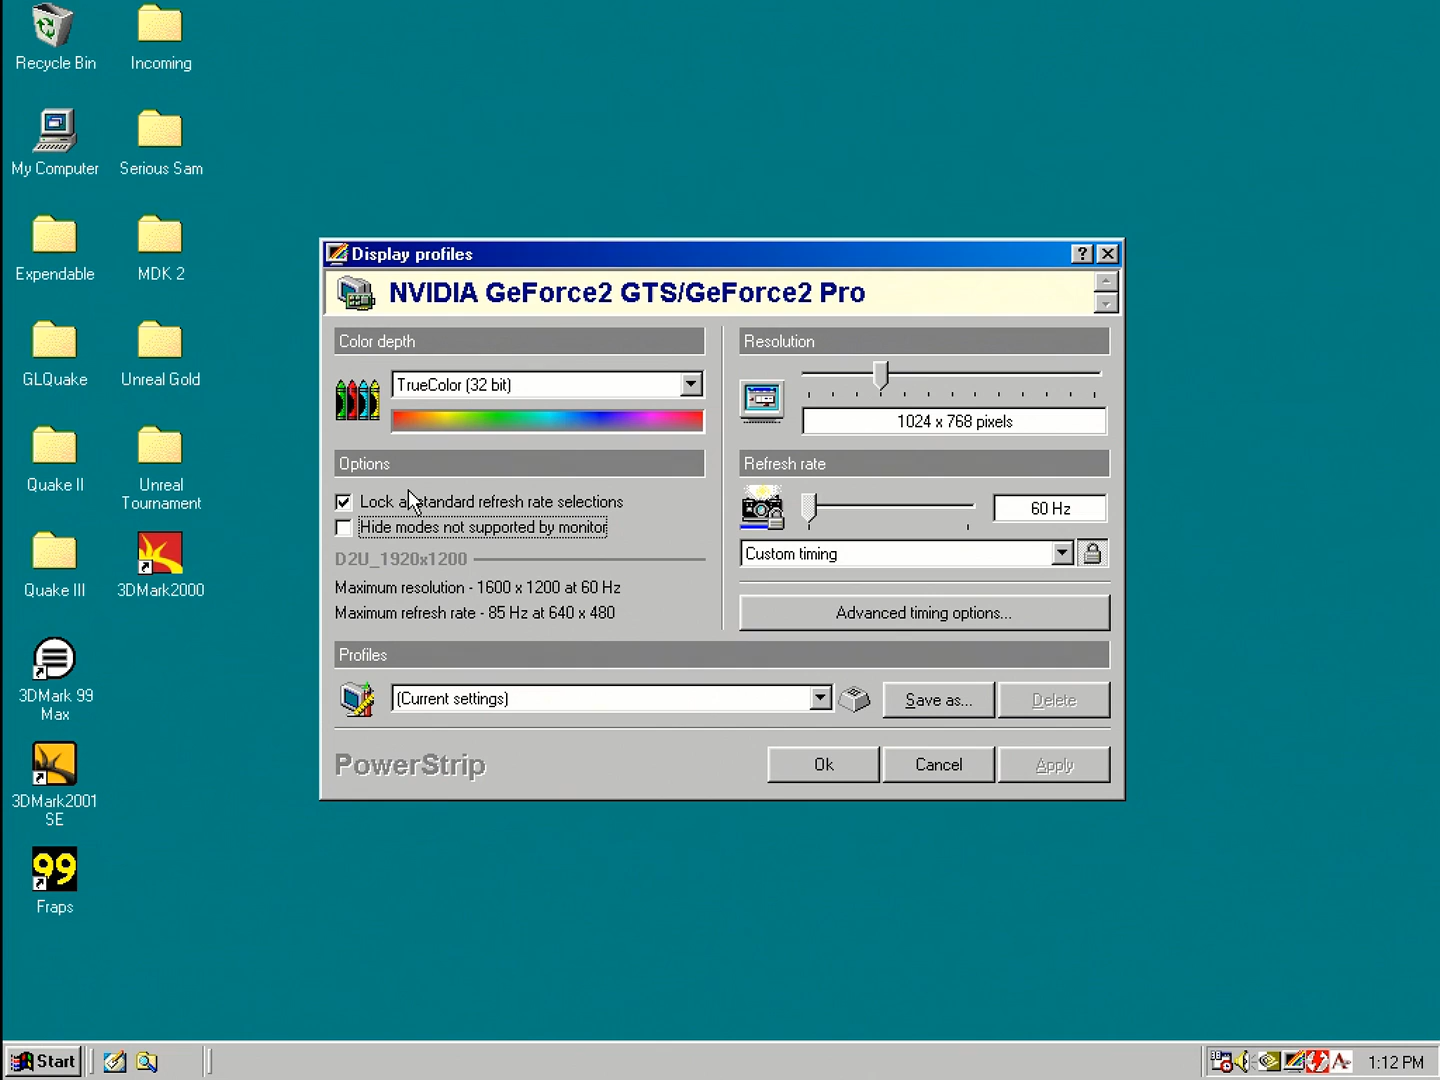 Recycle Bin
Incoming
My Computer
Serious Sam
Expendable
MDK 2
GLQuake
Unreal Gold
Quake II
Unreal
Tournament
Quake III
3DMark2000
3DMark 99
Max
3DMark2001
SE
99
Fraps
Display profiles
NVIDIA GeForce2 GTS/GeForce2 Pro
Color depth
TrueColor (32 bit)
Options
Lock standard refresh rate selections
Hide modes not supported by monitor
D2U_1920x1200
Maximum resolution - 1600 x 1200 at 60 Hz
Maximum refresh rate - 85 Hz at 640 x 480
Resolution
1024 x 768 pixels
Refresh rate
60 Hz
Custom timing
Advanced timing options...
Profiles
(Current settings)
Save as...
Delete
PowerStrip
Ok
Cancel
Apply
Start
1:12 PM